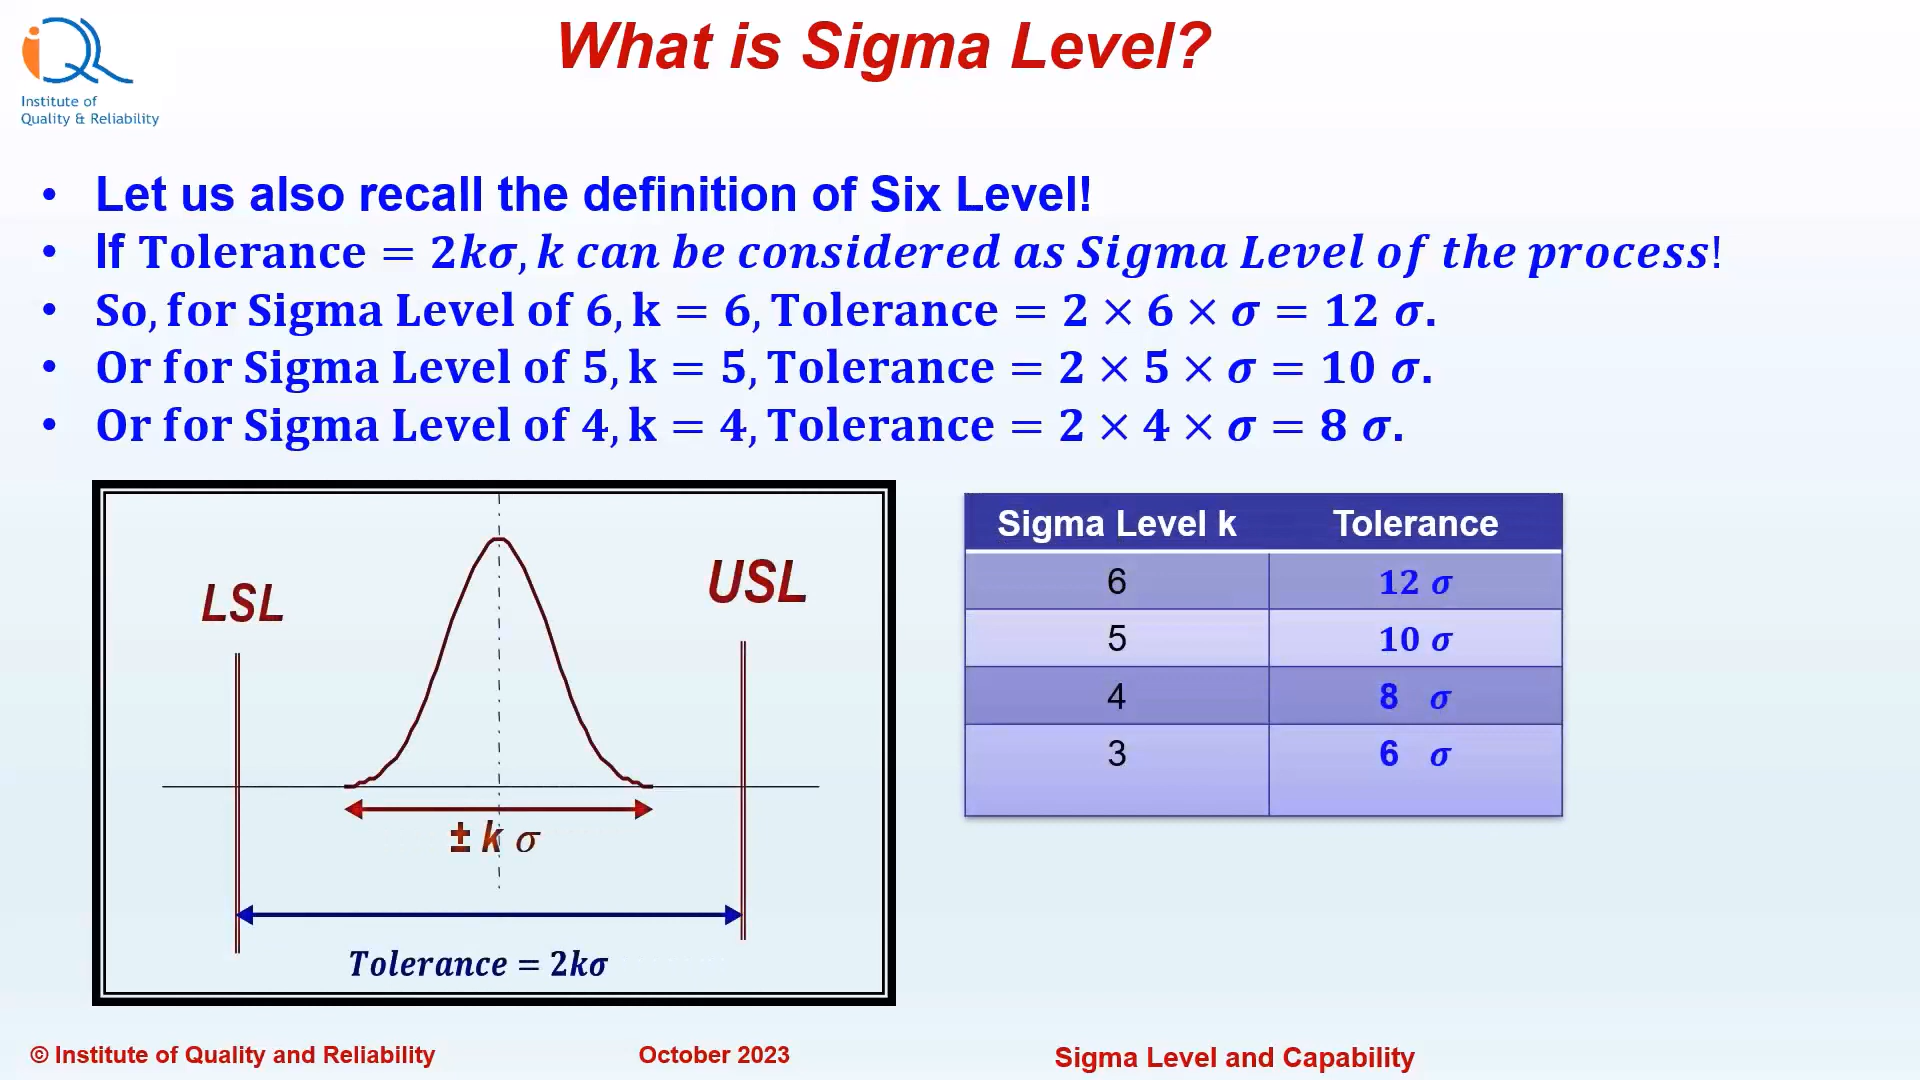 What is Sigma Level?
iQR
Institute of
Quality & Reliability
• Let us also recall the definition of Six Level!
• If Tolerance = 2kσ, k can be considered as Sigma Level of the process!
• So, for Sigma Level of 6, k = 6, Tolerance = 2 × 6 × σ = 12 σ.
• Or for Sigma Level of 5, k = 5, Tolerance = 2 × 5 × σ = 10 σ.
• Or for Sigma Level of 4, k = 4, Tolerance = 2 × 4 × σ = 8 σ.
LSL
USL
± k σ
Tolerance = 2kσ
Sigma Level k Tolerance
6 12 σ
5 10 σ
4 8 σ
3 6 σ
© Institute of Quality and Reliability October 2023 Sigma Level and Capability